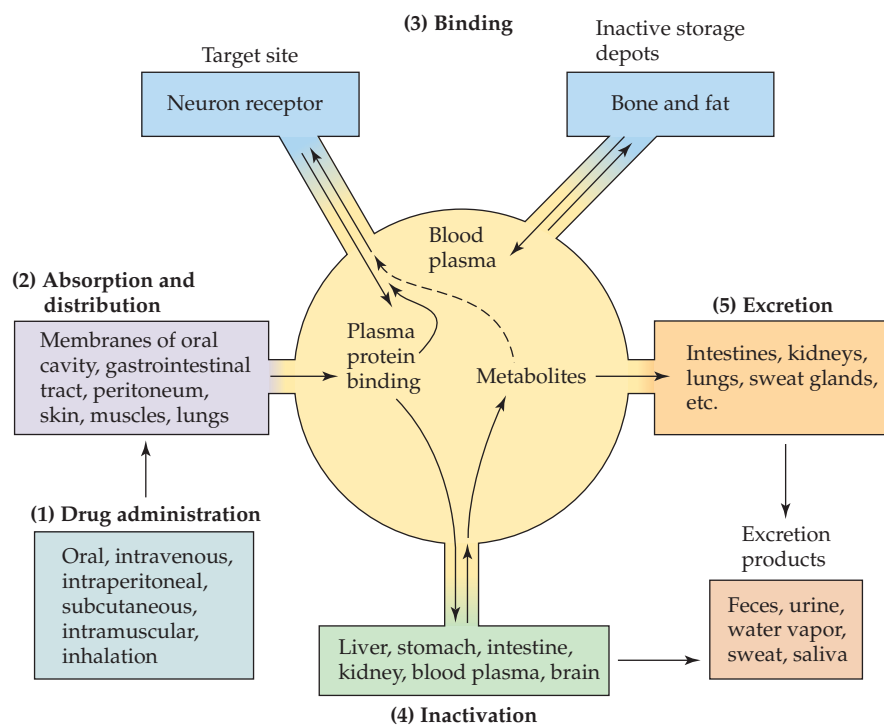 (3) Binding
Target site
Neuron receptor
Inactive storage
depots
Bone and fat
Blood
plasma
(2) Absorption and
distribution
Membranes of oral
cavity, gastrointestinal
tract, peritoneum,
skin, muscles, lungs
Plasma
protein
binding
Metabolites
(5) Excretion
Intestines, kidneys,
lungs, sweat glands,
etc.
(1) Drug administration
Oral, intravenous,
intraperitoneal,
subcutaneous,
intramuscular,
inhalation
Excretion
products
Feces, urine,
water vapor,
sweat, saliva
Liver, stomach, intestine,
kidney, blood plasma, brain
(4) Inactivation